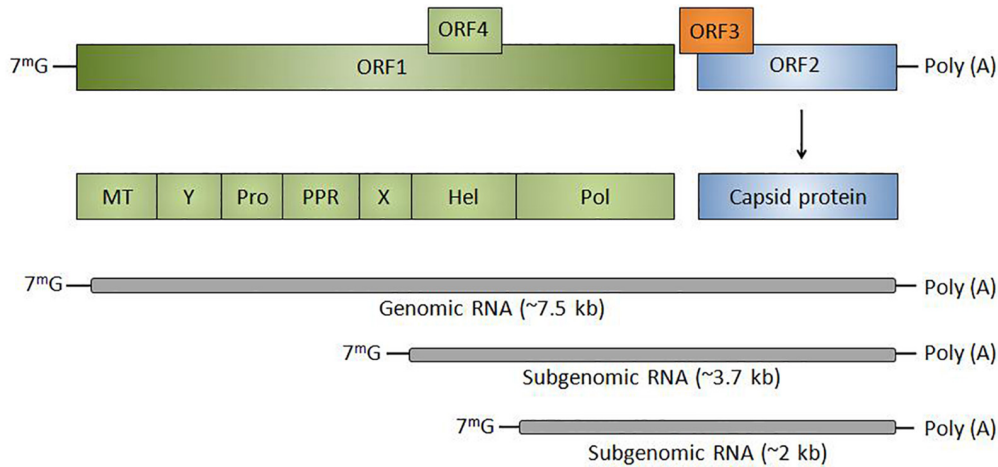 ORF4
ORF3
7ᵐG
ORF1
ORF2
Poly (A)
MT
Y
Pro
PPR
X
Hel
Pol
Capsid protein
7ᵐG
Poly (A)
Genomic RNA (~7.5 kb)
7ᵐG
Poly (A)
Subgenomic RNA (~3.7 kb)
7ᵐG
Poly (A)
Subgenomic RNA (~2 kb)